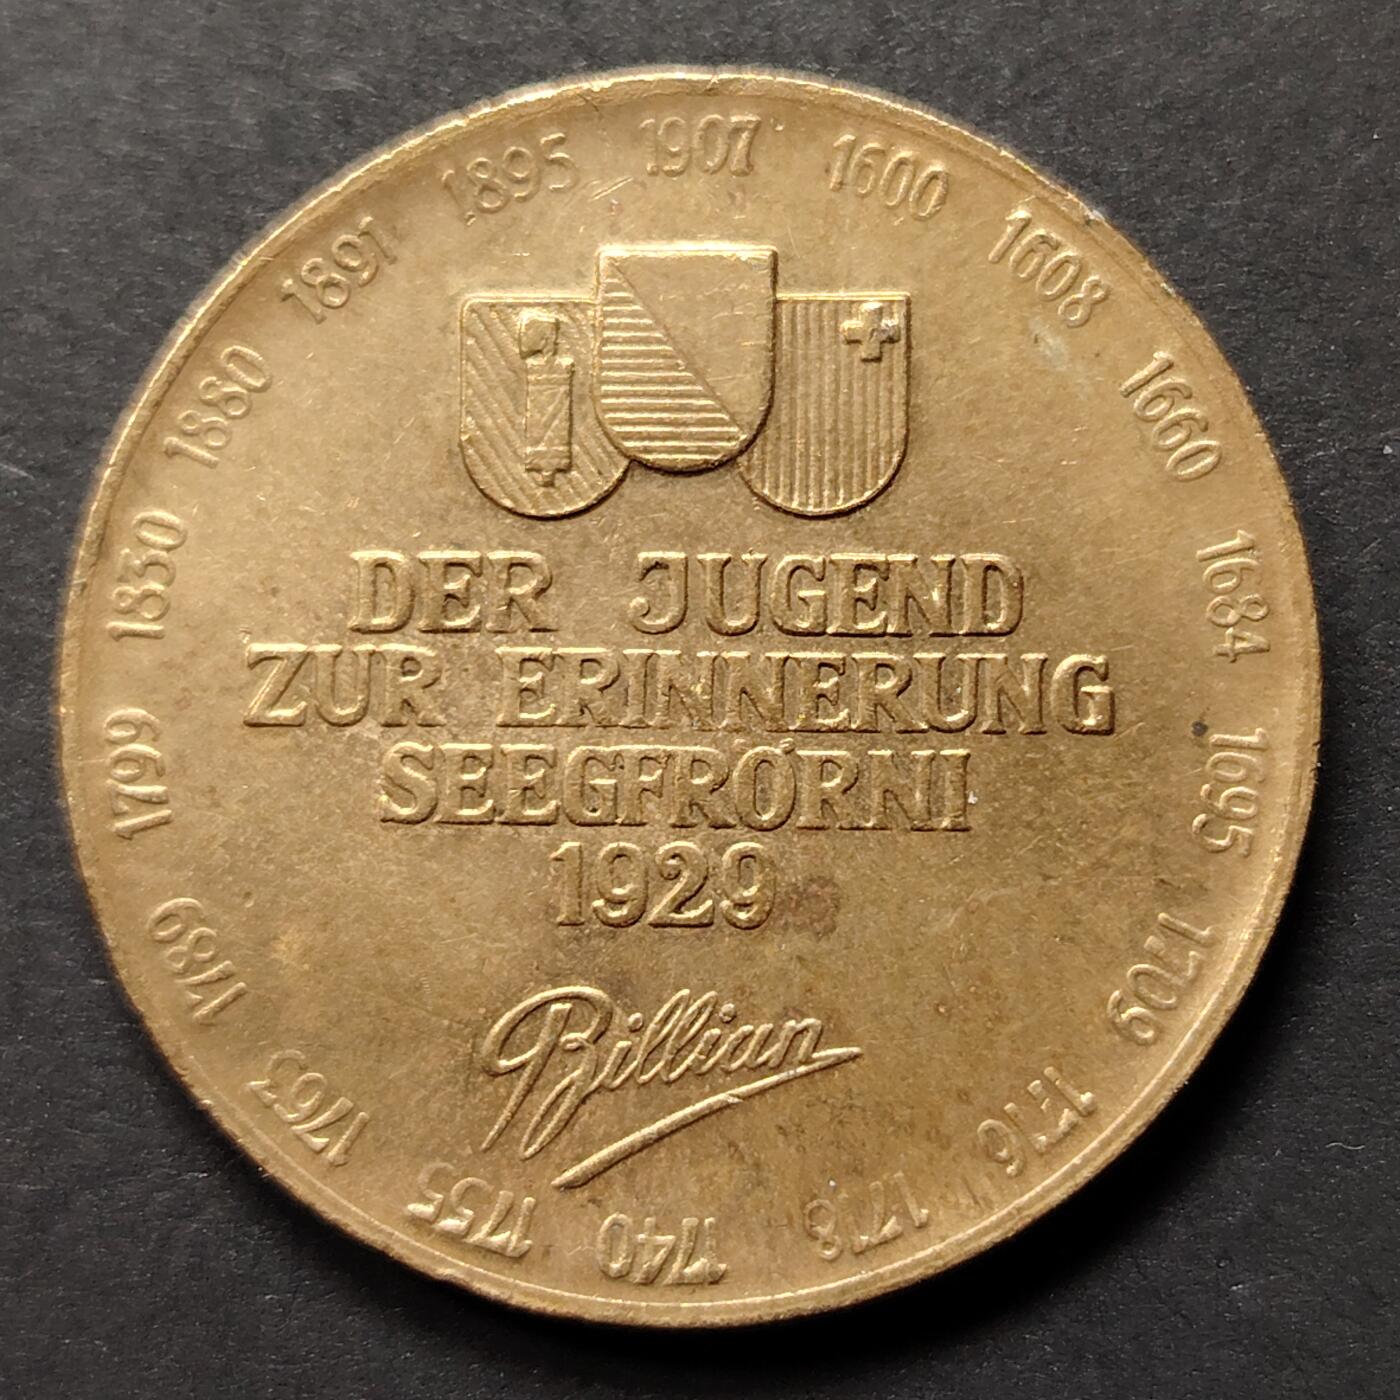 DER JUGEND
ZUR ERINNERUNG
SEEGFRÖRNI
1929
Billian
1600 1608 1660 1684 1695 1709 1716 1718 1740 1755 1763 1789 1799 1830 1880 1891 1895 1907